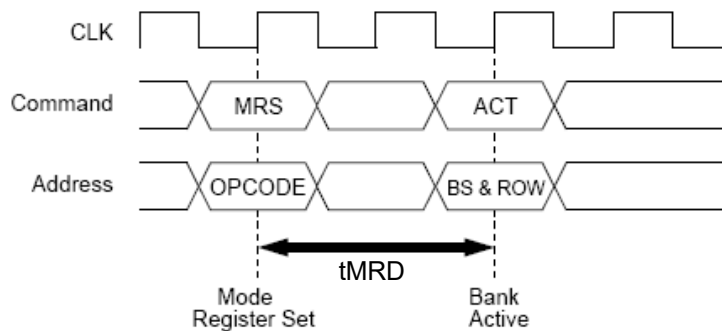 CLK
Command
MRS
ACT
Address
OPCODE
BS & ROW
tMRD
Mode
Register Set
Bank
Active